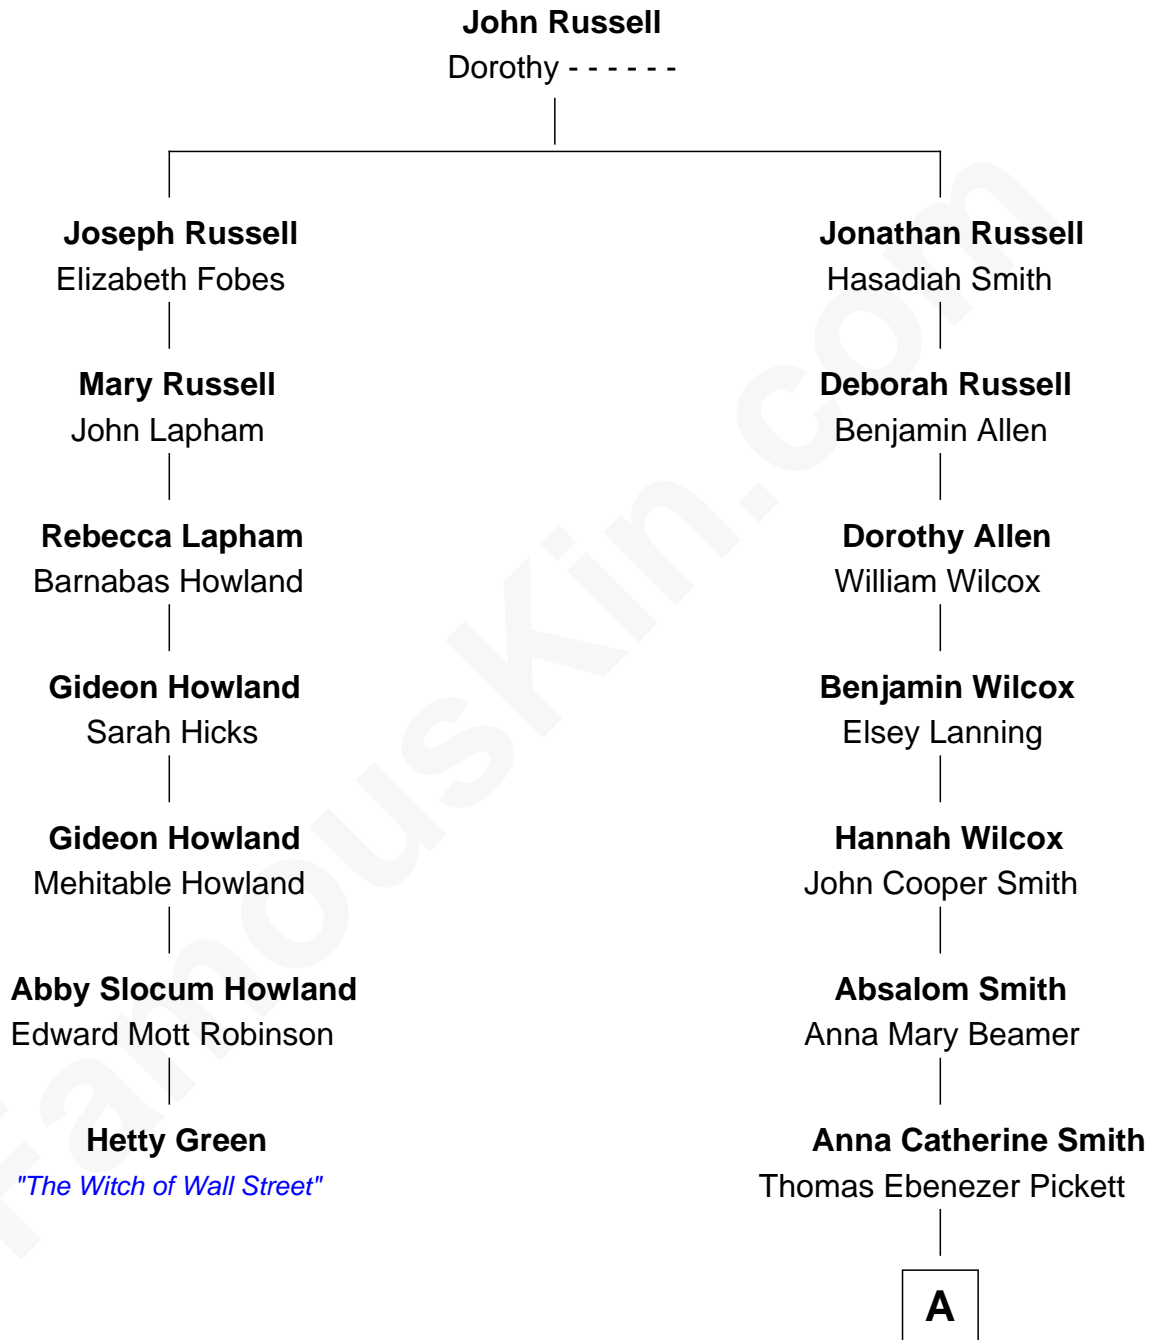 John Russell
Dorothy - - - - - -
Joseph Russell
Elizabeth Fobes
Mary Russell
John Lapham
Rebecca Lapham
Barnabas Howland
Gideon Howland
Sarah Hicks
Gideon Howland
Mehitable Howland
Abby Slocum Howland
Edward Mott Robinson
Hetty Green
"The Witch of Wall Street"
Jonathan Russell
Hasadiah Smith
Deborah Russell
Benjamin Allen
Dorothy Allen
William Wilcox
Benjamin Wilcox
Elsey Lanning
Hannah Wilcox
John Cooper Smith
Absalom Smith
Anna Mary Beamer
Anna Catherine Smith
Thomas Ebenezer Pickett
A
FamousKin.com